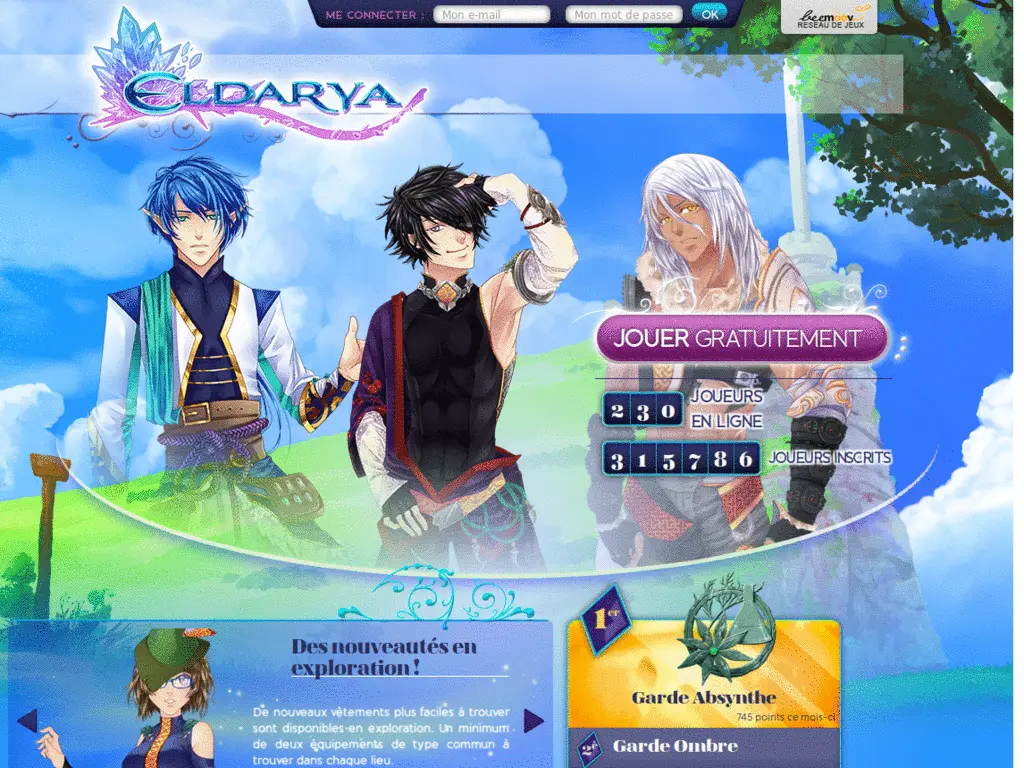 ME CONNECTER :
Mon e-mail
Mon mot de passe
OK
beemoov
RESEAU DE JEUX
ELDARYA
JOUER GRATUITEMENT
230
JOUEURS
EN LIGNE
315786
JOUEURS INSCRITS
Des nouveautés en
exploration !
De nouveaux vêtements plus faciles à trouver
sont disponibles en exploration. Un minimum
de deux équipements de type commun à
trouver dans chaque lieu.
1er
Garde Absynthe
745 points ce mois-ci
2e
Garde Ombre